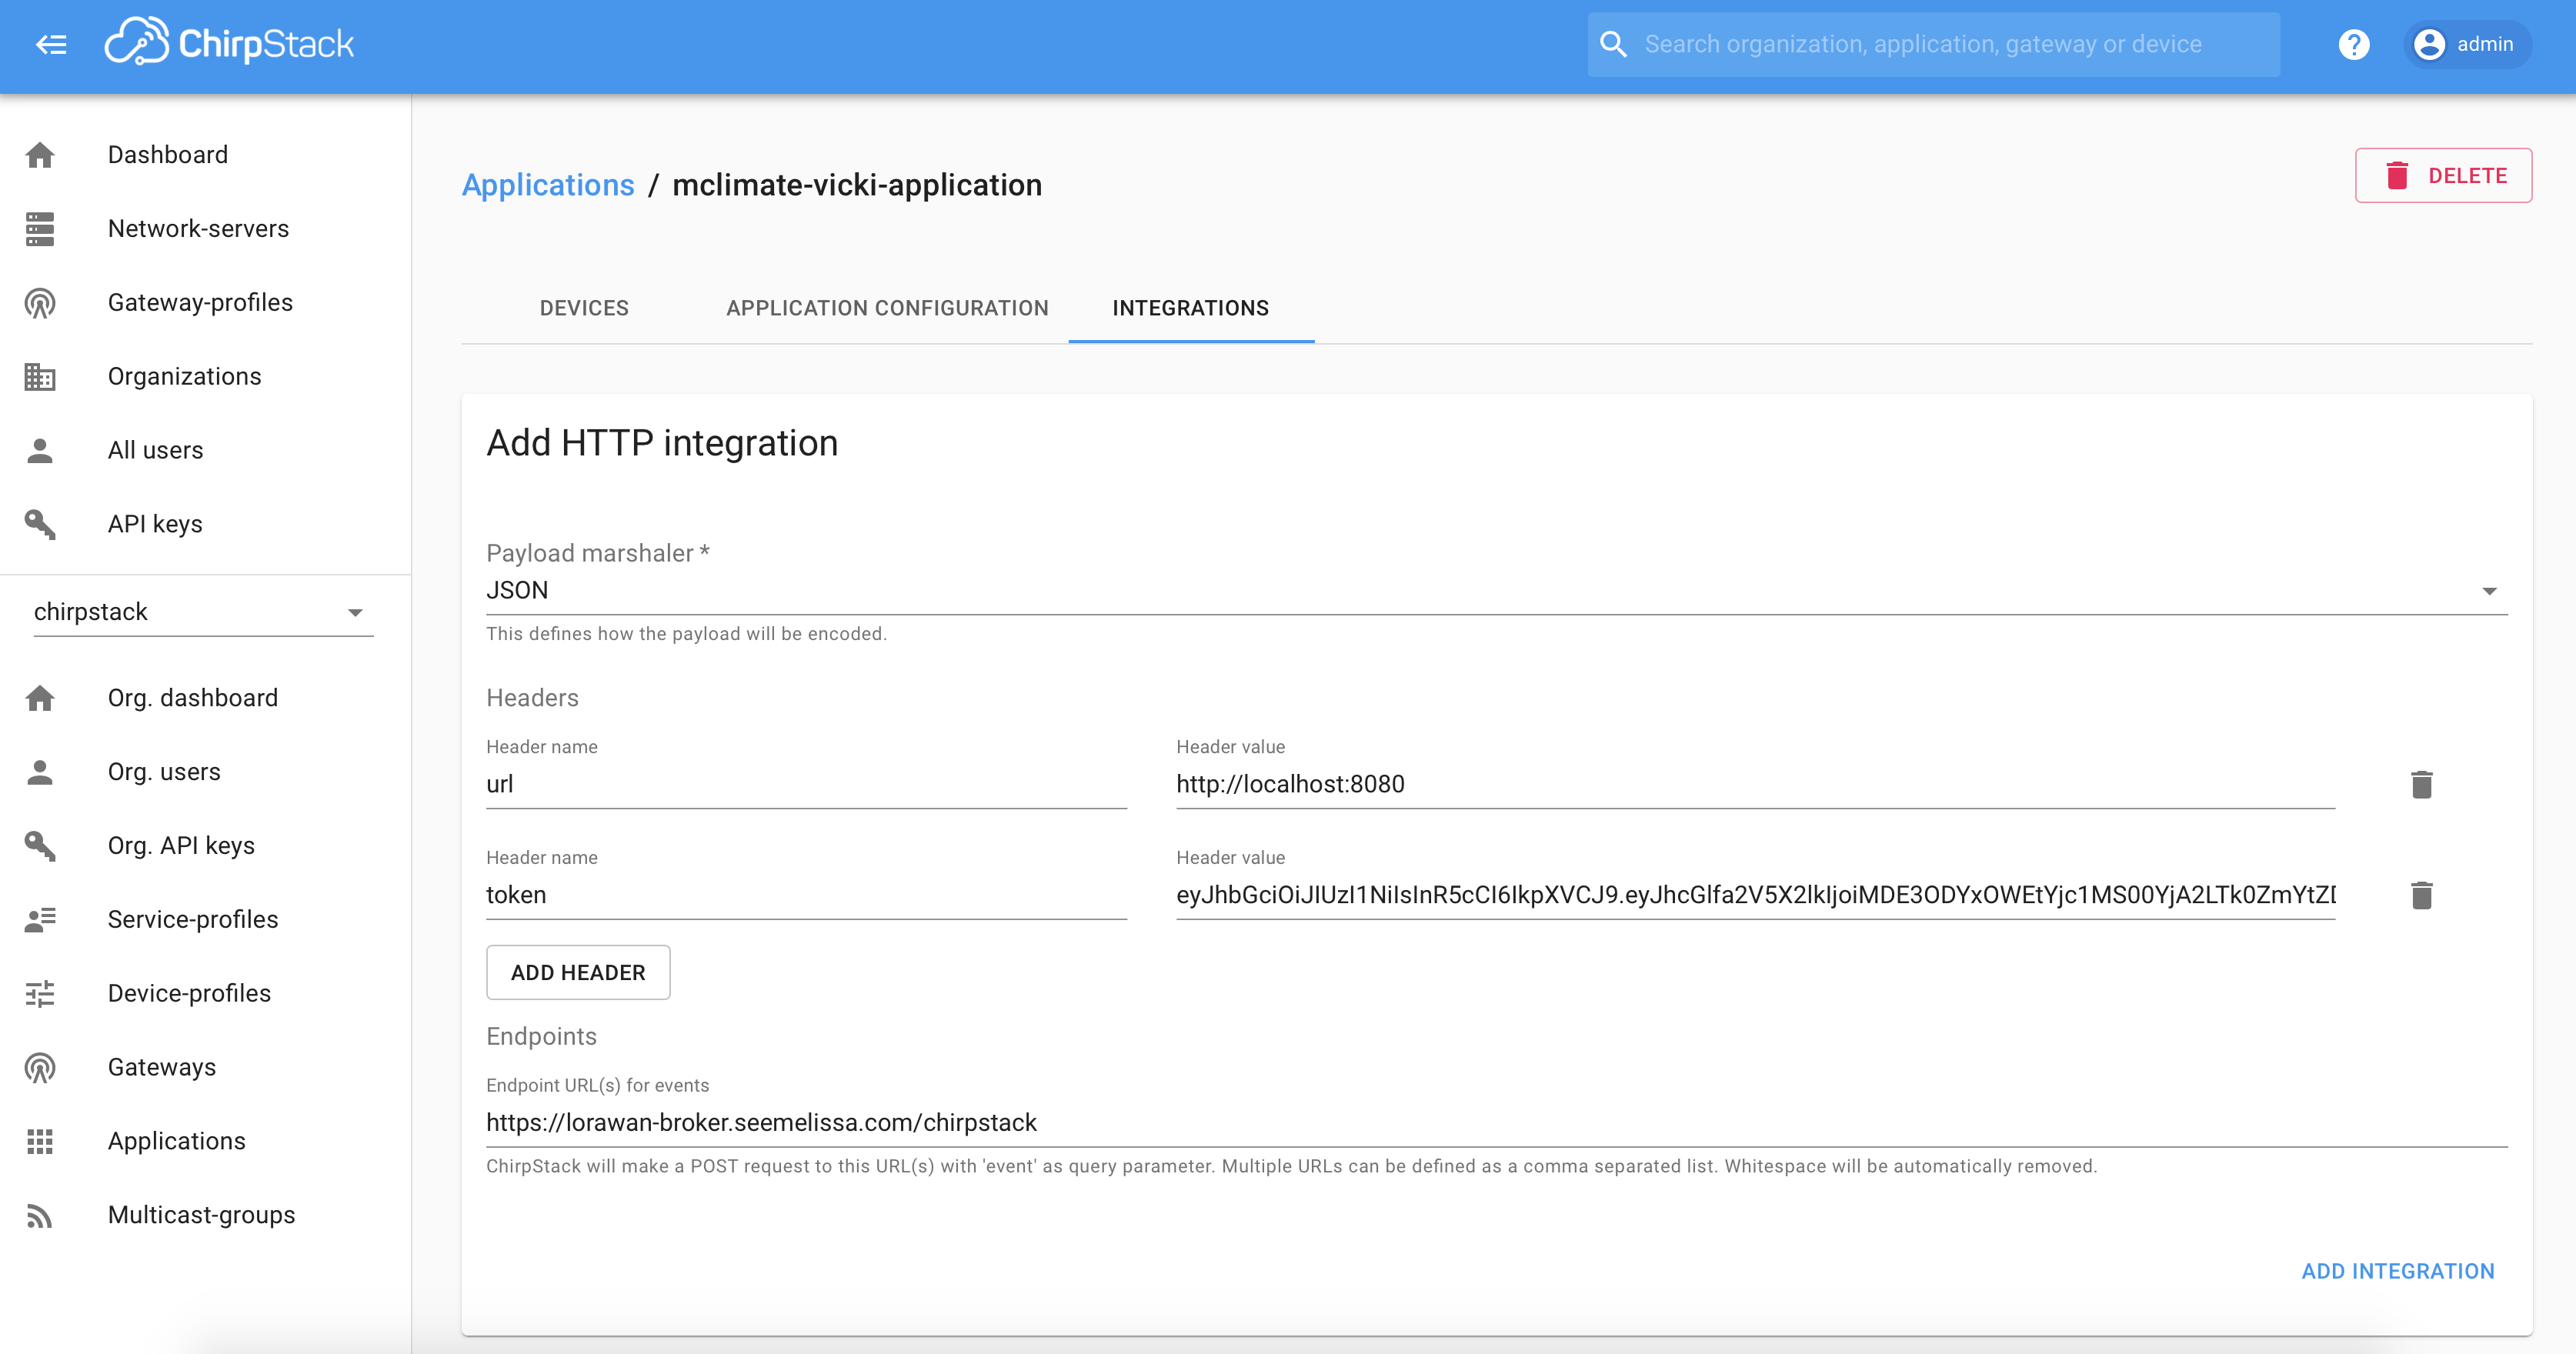 ChirpStack
Search organization, application, gateway or device
? admin
Dashboard
Network-servers
Gateway-profiles
Organizations
All users
API keys
chirpstack
Org. dashboard
Org. users
Org. API keys
Service-profiles
Device-profiles
Gateways
Applications
Multicast-groups
Applications / mclimate-vicki-application
DELETE
DEVICES APPLICATION CONFIGURATION INTEGRATIONS
Add HTTP integration
Payload marshaler *
JSON
This defines how the payload will be encoded.
Headers
Header name Header value
url http://localhost:8080
Header name Header value
token eyJhbGciOiJIUzI1NiIsInR5cCI6IkpXVCJ9.eyJhcGlfa2V5X2lkIjoiMDE3ODYxOWEtYjc1MS00YjA2LTk0ZmYtZD
ADD HEADER
Endpoints
Endpoint URL(s) for events
https://lorawan-broker.seemelissa.com/chirpstack
ChirpStack will make a POST request to this URL(s) with 'event' as query parameter. Multiple URLs can be defined as a comma separated list. Whitespace will be automatically removed.
ADD INTEGRATION